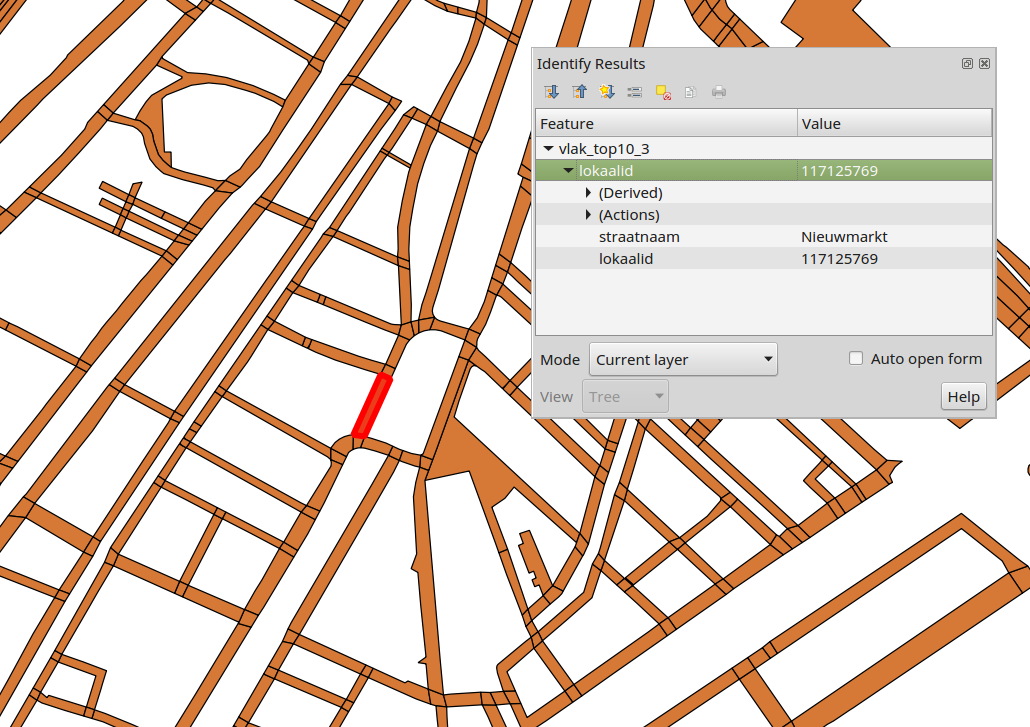 Identify Results
Feature Value
vlak_top10_3
lokaalid 117125769
(Derived)
(Actions)
straatnaam Nieuwmarkt
lokaalid 117125769
Mode Current layer Auto open form
View Tree Help